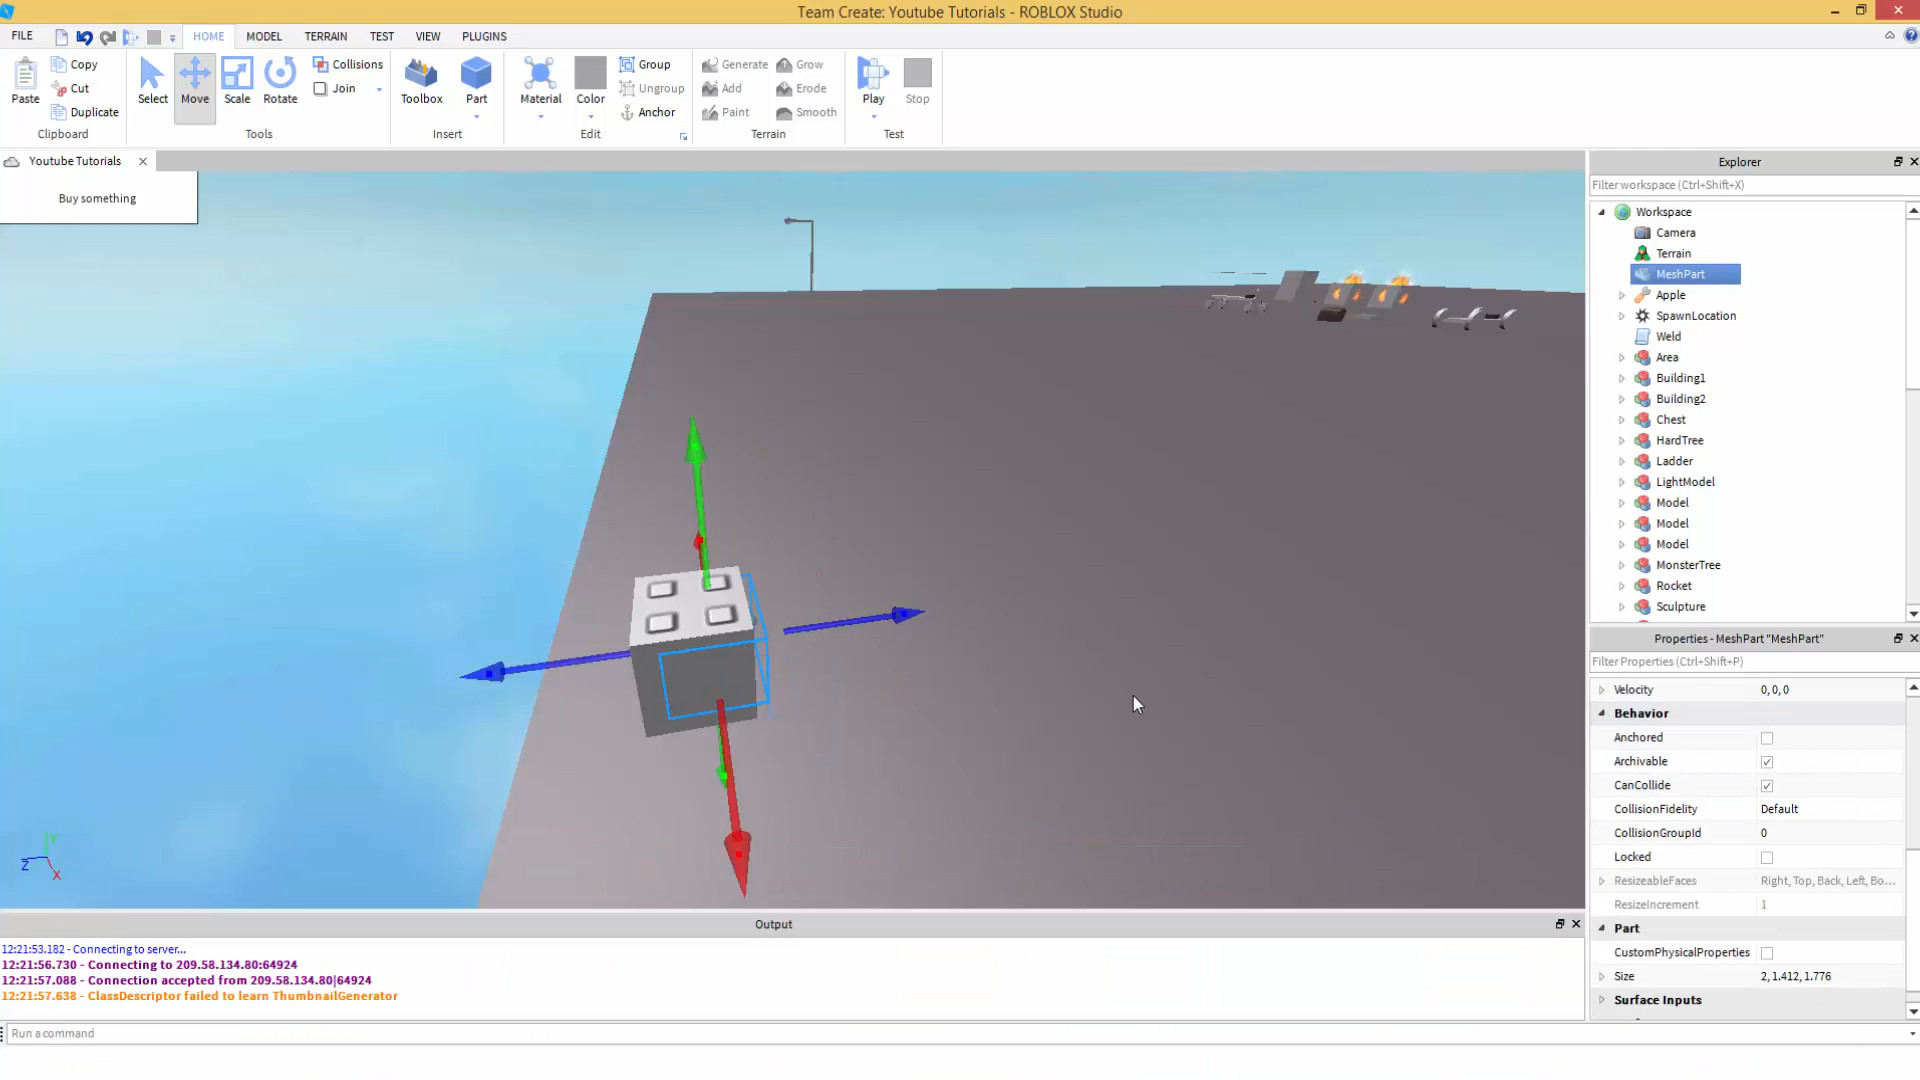 Team Create: Youtube Tutorials - ROBLOX Studio
FILE HOME MODEL TERRAIN TEST VIEW PLUGINS
Paste
Copy
Cut
Duplicate
Clipboard
Select
Move
Scale
Rotate
Collisions
Join
Tools
Toolbox
Part
Insert
Material
Color
Group
Ungroup
Anchor
Edit
Generate Grow
Add Erode
Paint Smooth
Terrain
Play
Stop
Test
Youtube Tutorials
Buy something
Explorer
Filter workspace (Ctrl+Shift+X)
Workspace
Camera
Terrain
MeshPart
Apple
SpawnLocation
Weld
Area
Building1
Building2
Chest
HardTree
Ladder
LightModel
Model
Model
Model
MonsterTree
Rocket
Sculpture
Properties - MeshPart "MeshPart"
Filter Properties (Ctrl+Shift+P)
Velocity 0, 0, 0
Behavior
Anchored
Archivable
CanCollide
CollisionFidelity Default
CollisionGroupId 0
Locked
ResizeableFaces Right, Top, Back, Left, Bo...
ResizeIncrement 1
Part
CustomPhysicalProperties
Size 2, 1.412, 1.776
Surface Inputs
Y
Z
X
Output
12:21:53.182 - Connecting to server...
12:21:56.730 - Connecting to 209.58.134.80:64924
12:21:57.088 - Connection accepted from 209.58.134.80|64924
12:21:57.638 - ClassDescriptor failed to learn ThumbnailGenerator
Run a command